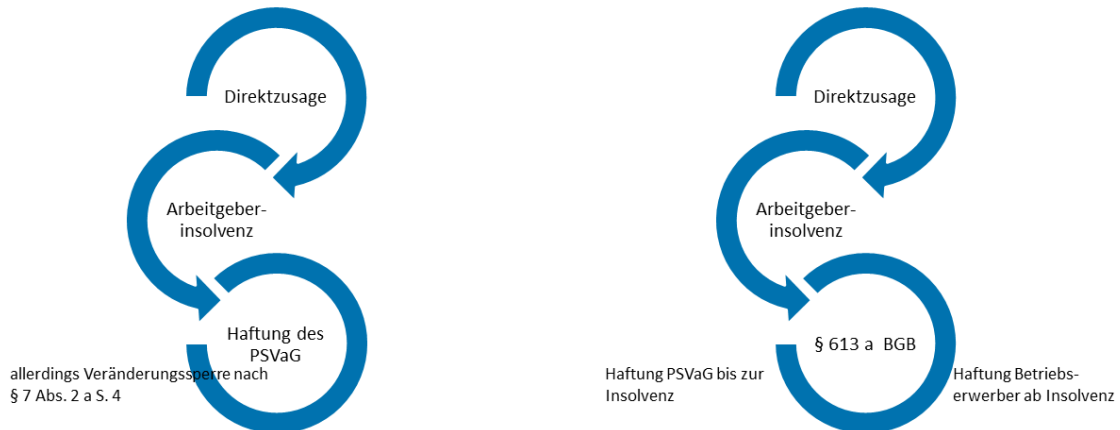 Direktzusage
Arbeitgeber-
insolvenz
Haftung des
PSVaG
allerdings Veränderungssperre nach
§ 7 Abs. 2 a S. 4
Direktzusage
Arbeitgeber-
insolvenz
§ 613 a BGB
Haftung PSVaG bis zur
Insolvenz
Haftung Betriebs-
erwerber ab Insolvenz